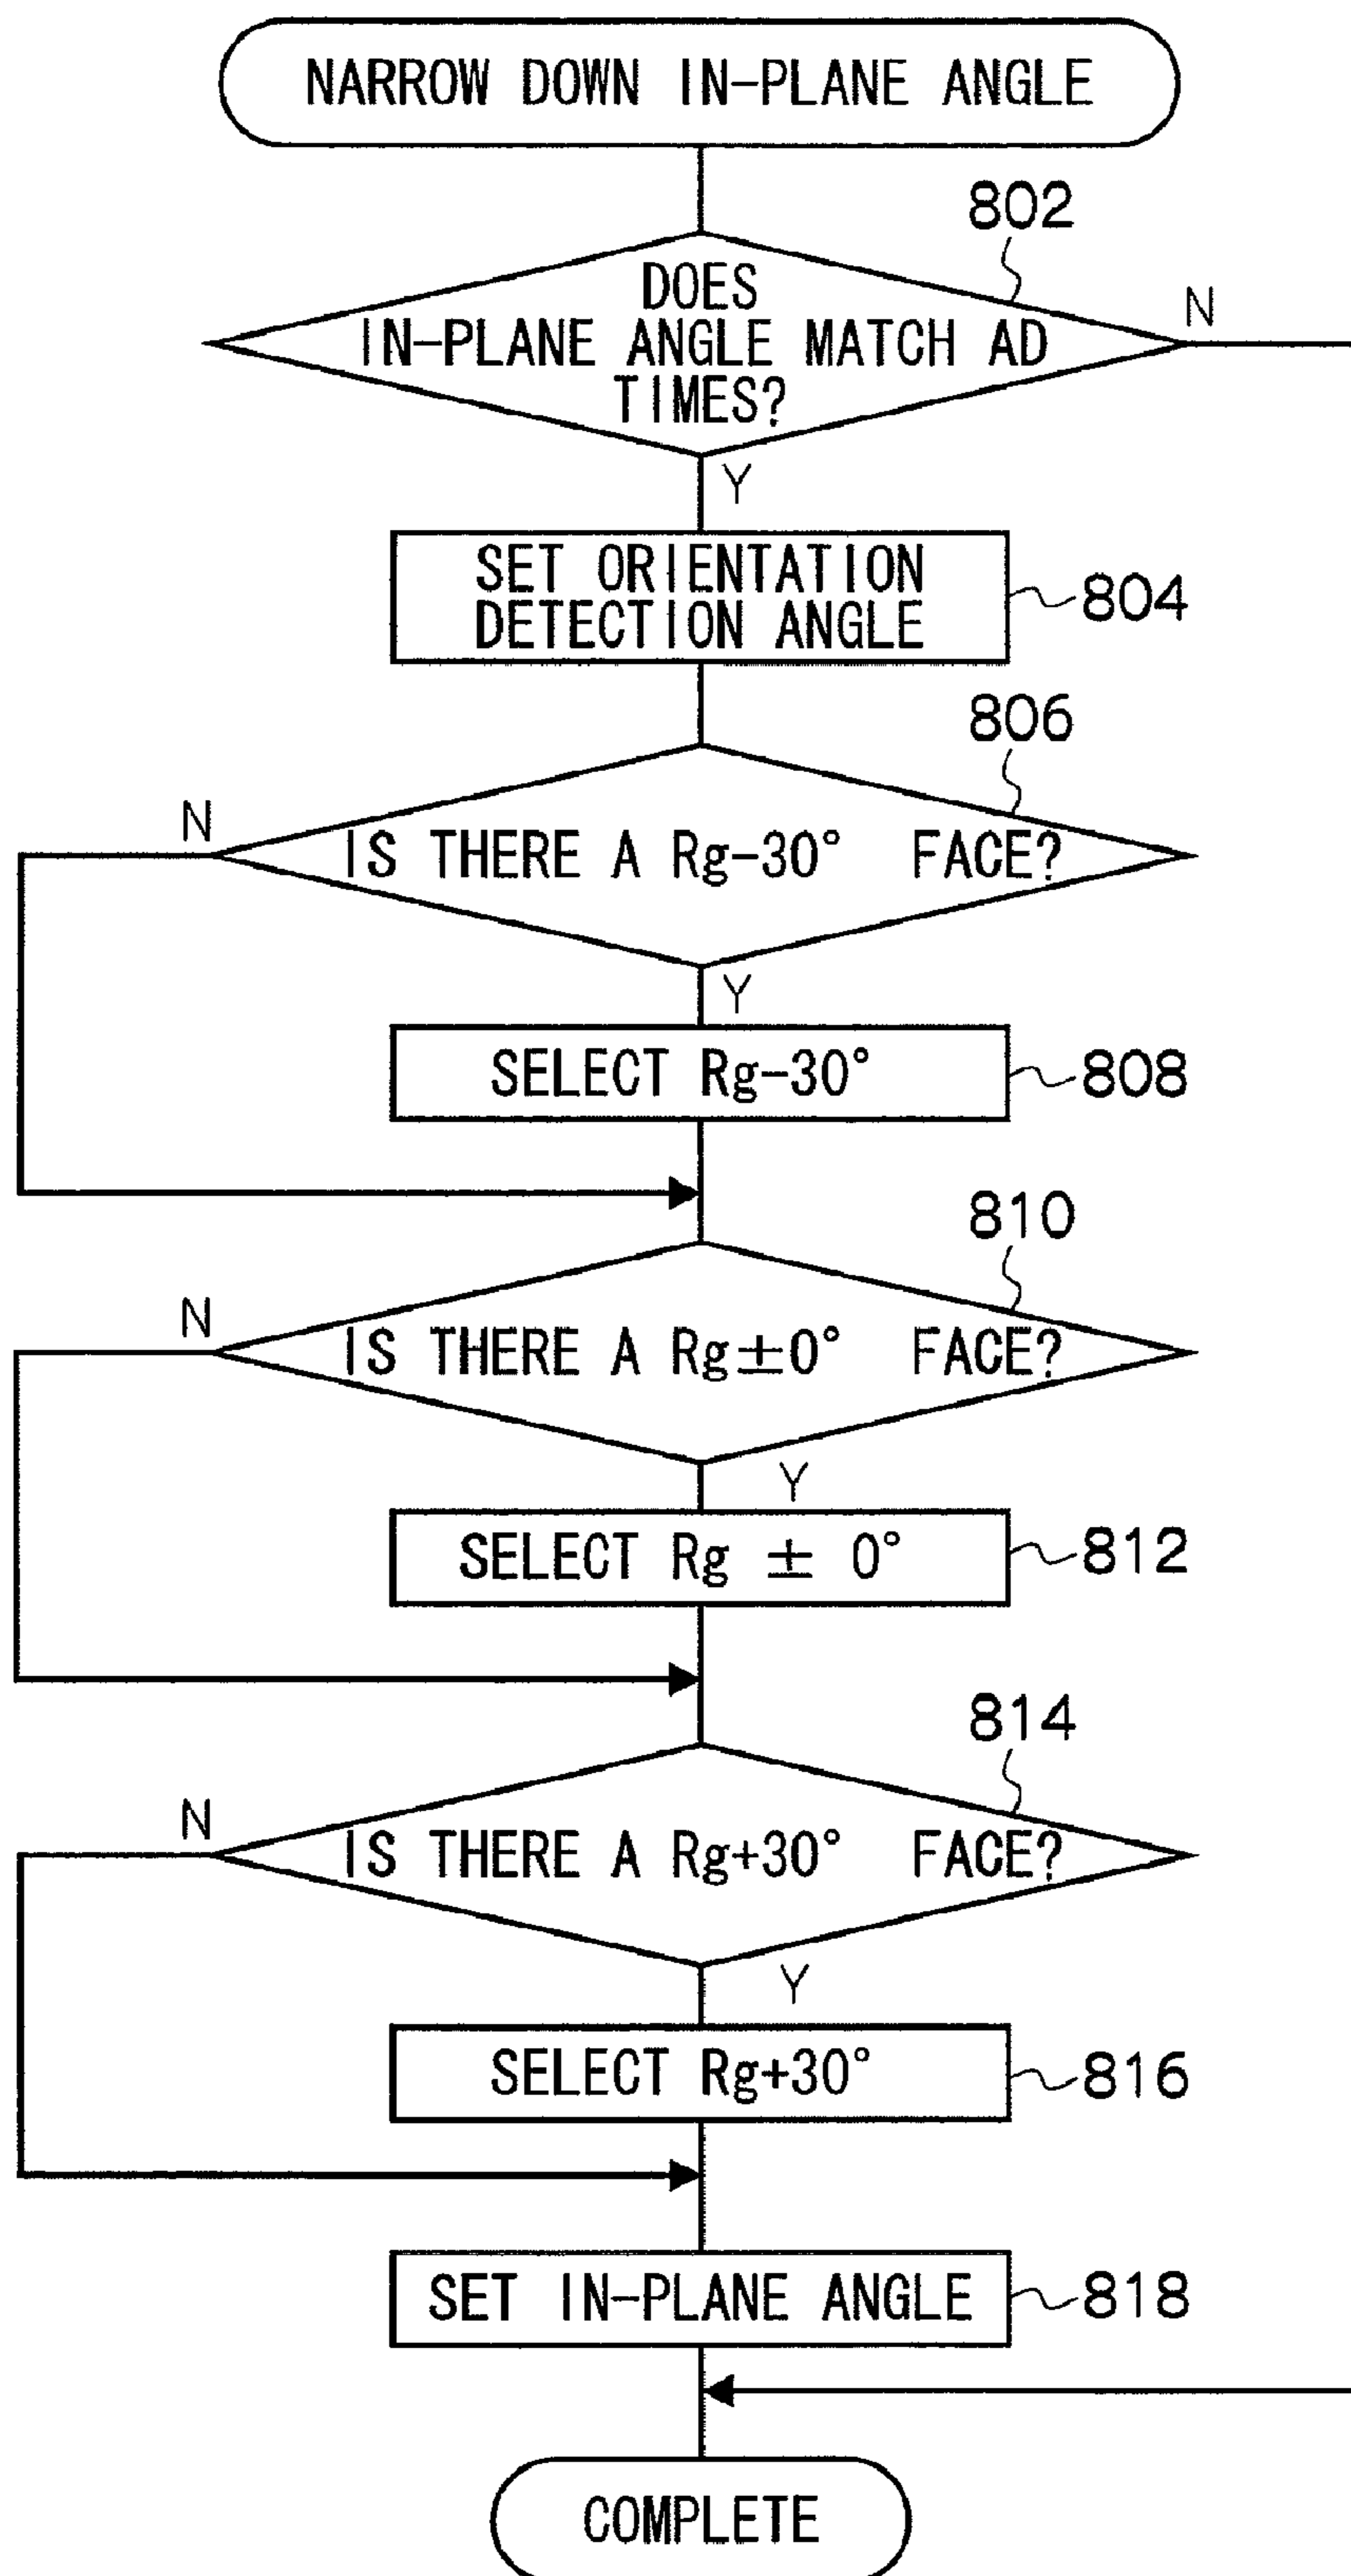 NARROW DOWN IN-PLANE ANGLE
802
DOES
IN-PLANE ANGLE MATCH AD
TIMES?
N
Y
SET ORIENTATION
DETECTION ANGLE
804
806
N
IS THERE A Rg-30° FACE?
Y
SELECT Rg-30°
808
810
N
IS THERE A Rg±0° FACE?
Y
SELECT Rg ± 0°
812
814
N
IS THERE A Rg+30° FACE?
Y
SELECT Rg+30°
816
SET IN-PLANE ANGLE
818
COMPLETE